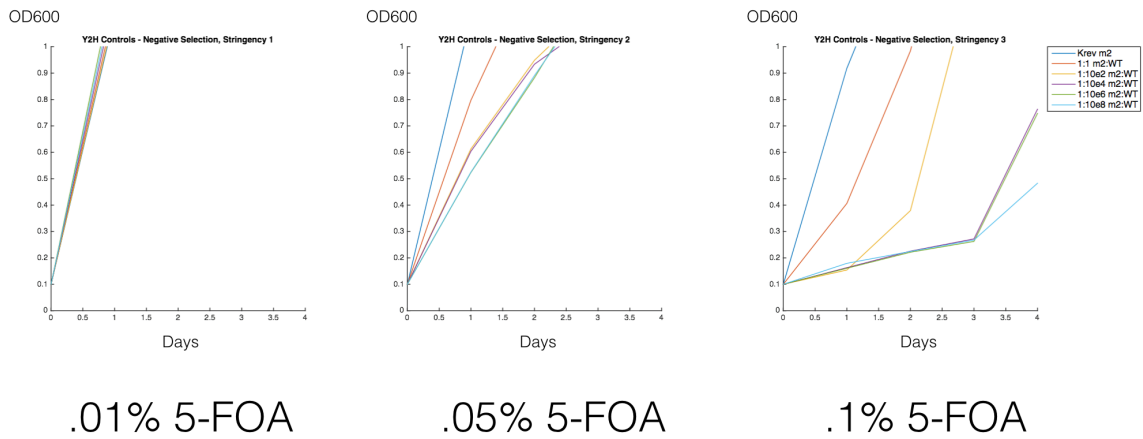 OD600
Y2H Controls - Negative Selection, Stringency 1
1
0.9
0.8
0.7
0.6
0.5
0.4
0.3
0.2
0.1
0
0 0.5 1 1.5 2 2.5 3 3.5 4
Days
.01% 5-FOA
OD600
Y2H Controls - Negative Selection, Stringency 2
1
0.9
0.8
0.7
0.6
0.5
0.4
0.3
0.2
0.1
0
0 0.5 1 1.5 2 2.5 3 3.5 4
Days
.05% 5-FOA
OD600
Y2H Controls - Negative Selection, Stringency 3
1
0.9
0.8
0.7
0.6
0.5
0.4
0.3
0.2
0.1
0
0 0.5 1 1.5 2 2.5 3 3.5 4
Days
Krev m2
1:1 m2:WT
1:10e2 m2:WT
1:10e4 m2:WT
1:10e6 m2:WT
1:10e8 m2:WT
.1% 5-FOA